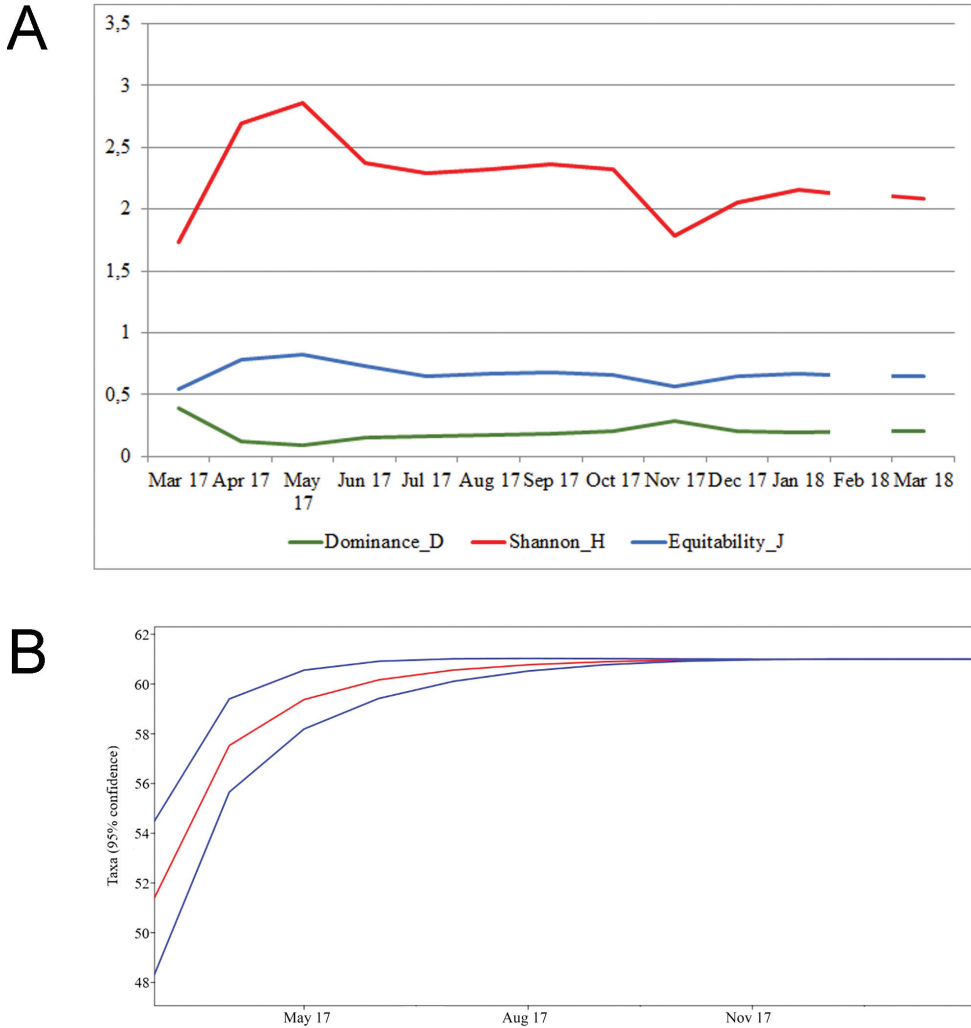 A
3,5
3
2,5
2
1,5
1
0,5
0
Mar 17 Apr 17 May Jun 17 Jul 17 Aug 17 Sep 17 Oct 17 Nov 17 Dec 17 Jan 18 Feb 18 Mar 18
17
Dominance_D Shannon_H Equitability_J
B
Taxa (95% confidence)
62
60
58
56
54
52
50
48
May 17 Aug 17 Nov 17